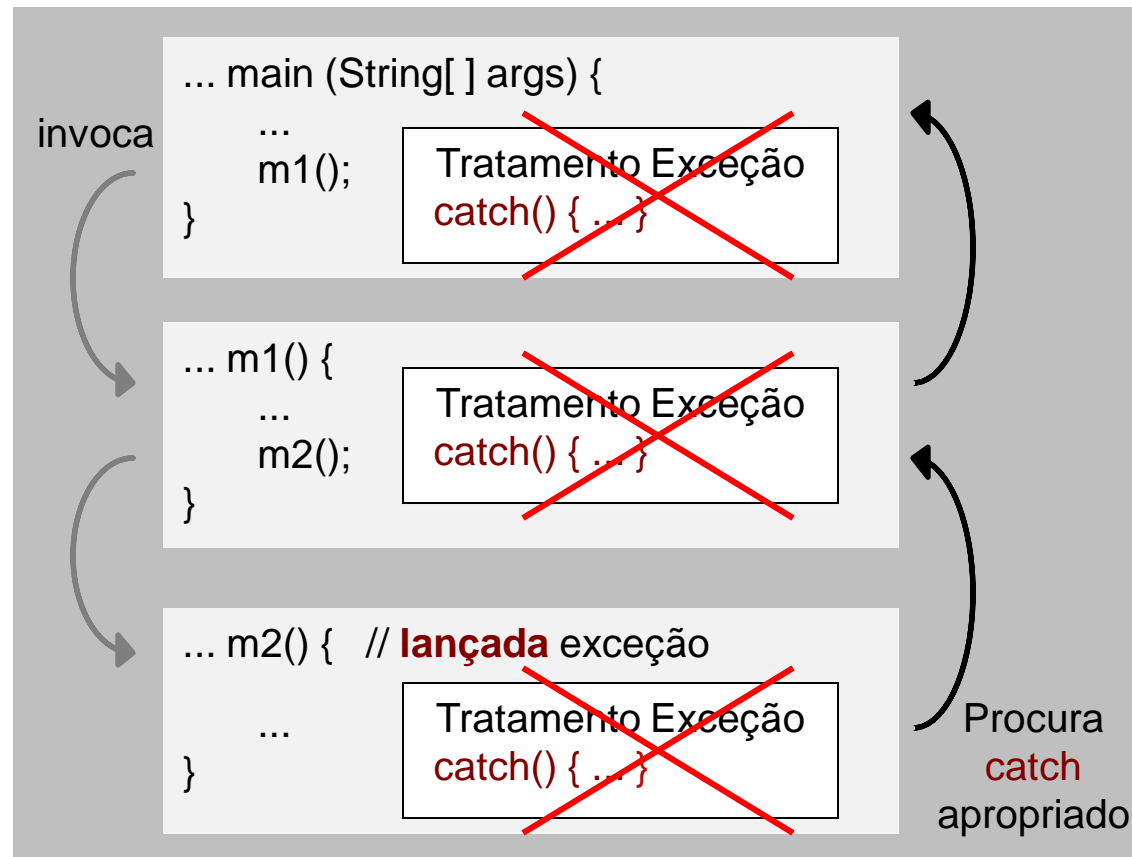 ... main (String[ ] args) {
invoca
...
m1();
Tratamento Exceção
catch() { ... }
}
... m1() {
...
m2();
Tratamento Exceção
catch() { ... }
}
... m2() { // lançada exceção
...
Tratamento Exceção
catch() { ... }
}
Procura
catch
apropriado